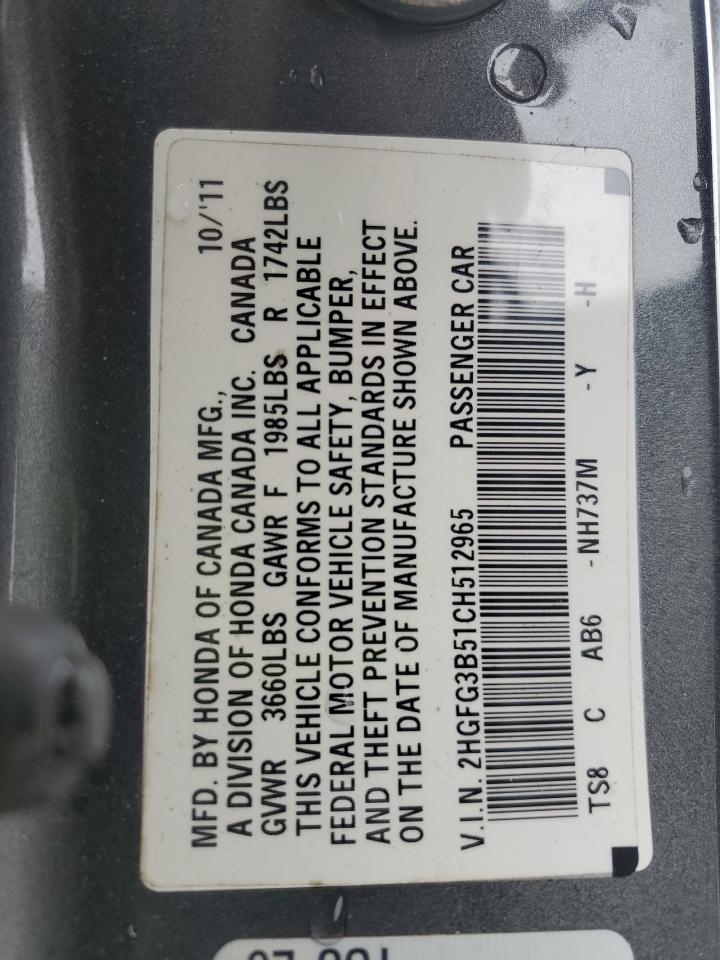 MFD. BY HONDA OF CANADA MFG., 10/'11
A DIVISION OF HONDA CANADA INC. CANADA
GVWR 3660LBS GAWR F 1985LBS R 1742LBS
THIS VEHICLE CONFORMS TO ALL APPLICABLE
FEDERAL MOTOR VEHICLE SAFETY, BUMPER,
AND THEFT PREVENTION STANDARDS IN EFFECT
ON THE DATE OF MANUFACTURE SHOWN ABOVE.
V.I.N. 2HGFG3B51CH512965 PASSENGER CAR
TS8 C AB6 -NH737M -Y -H